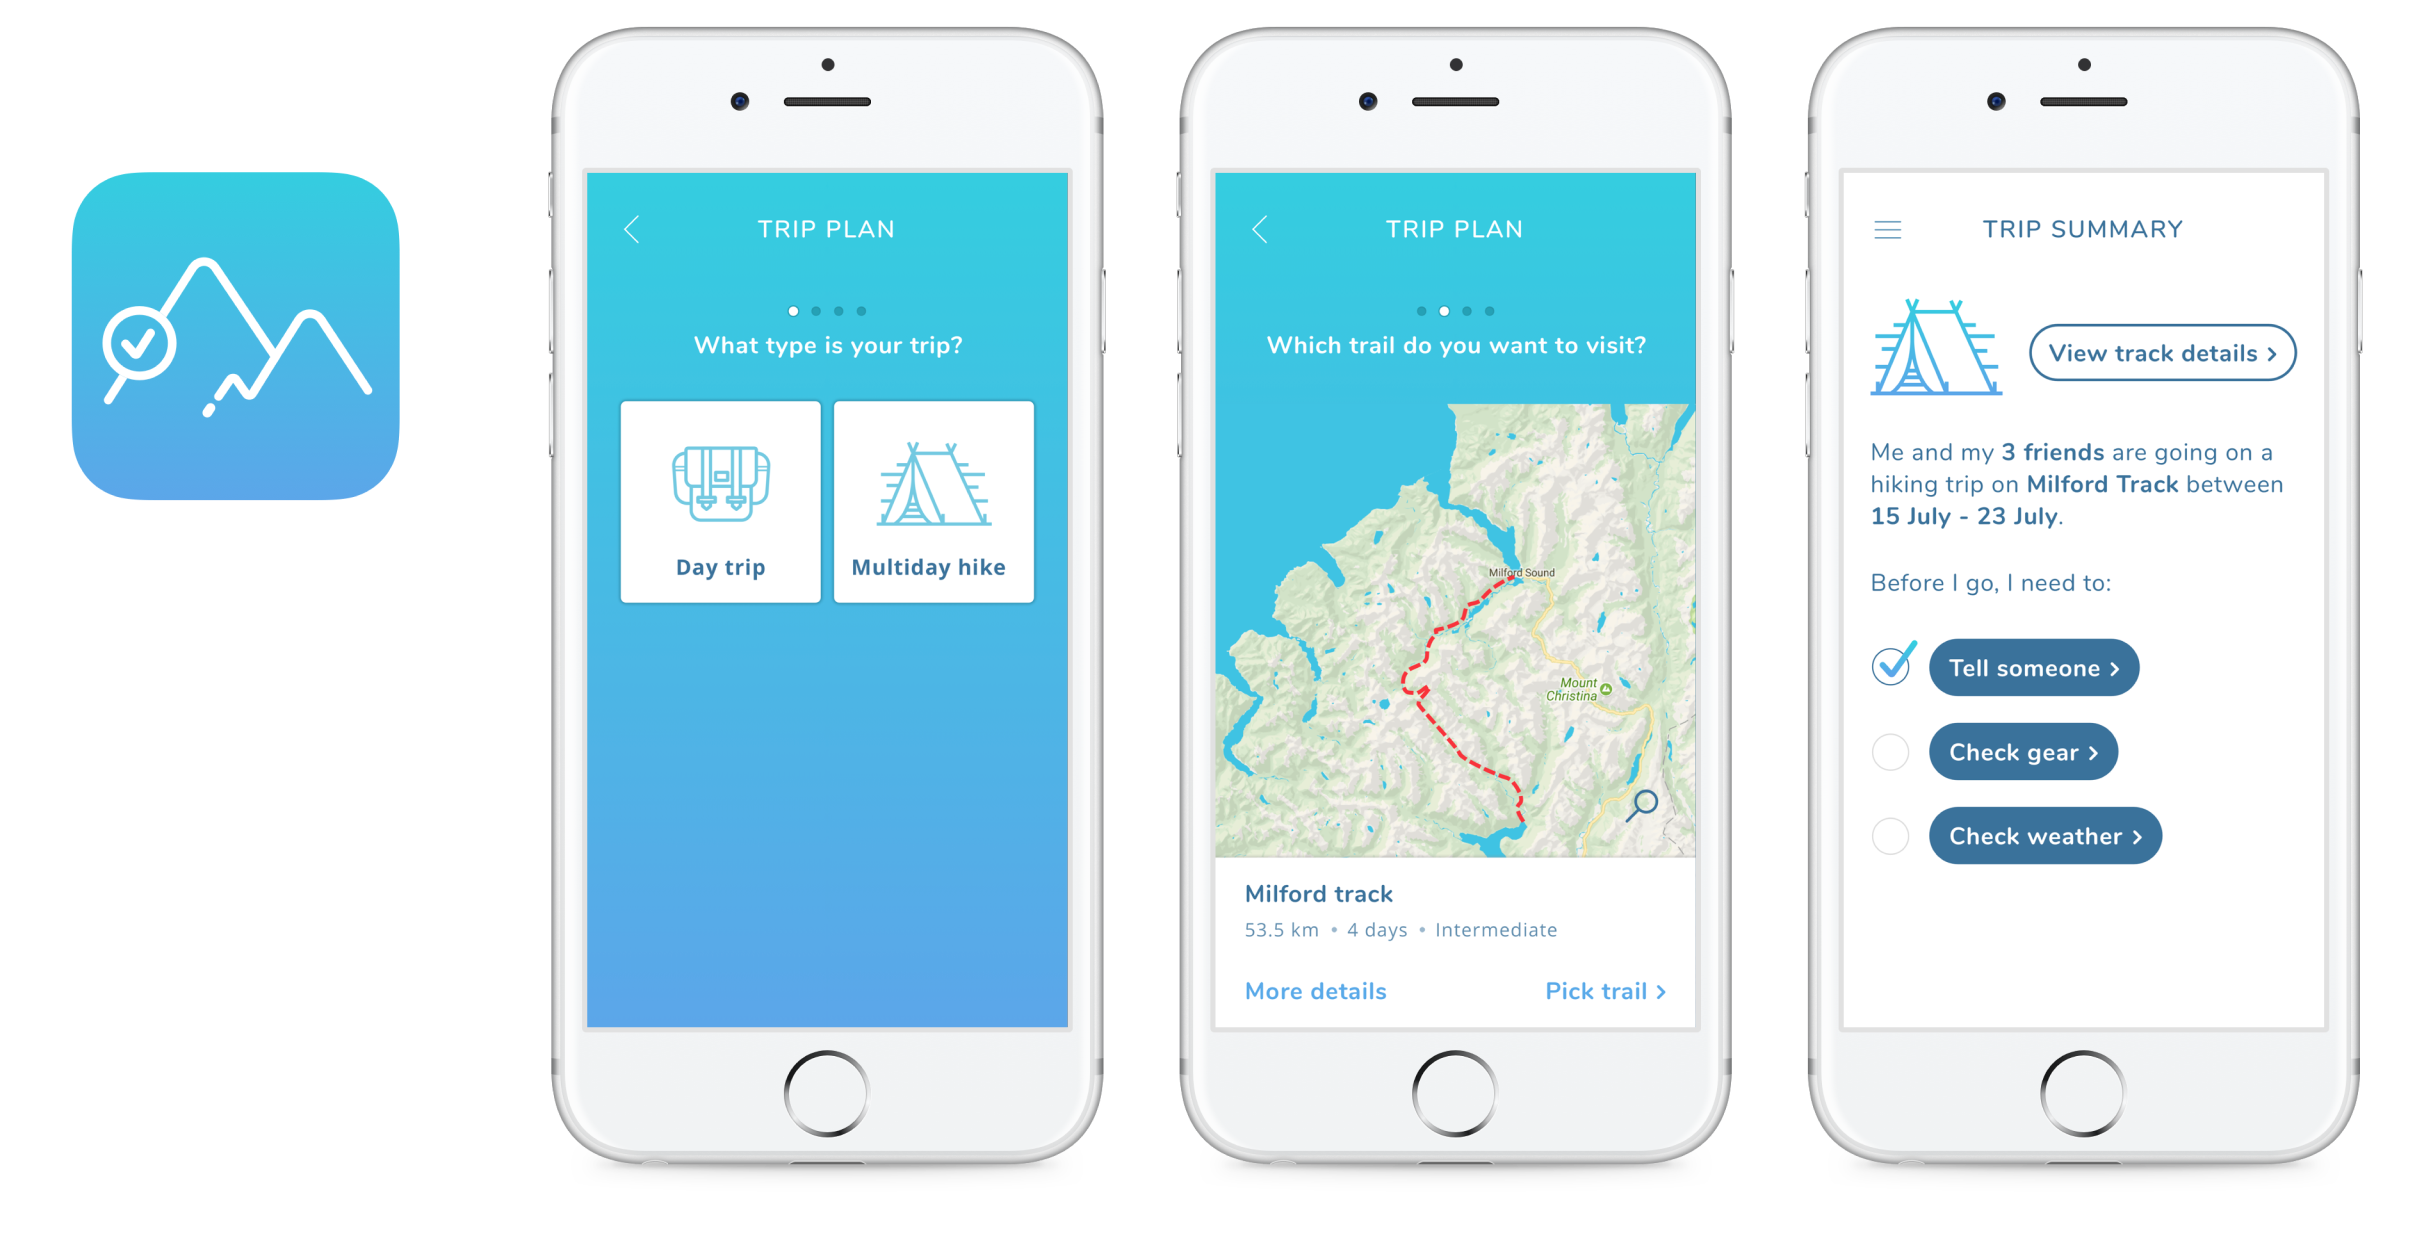 TRIP PLAN
What type is your trip?
Day trip
Multiday hike
TRIP PLAN
Which trail do you want to visit?
Milford Sound
Mount
Christina
Milford track
53.5 km • 4 days • Intermediate
More details
Pick trail >
TRIP SUMMARY
View track details >
Me and my 3 friends are going on a
hiking trip on Milford Track between
15 July - 23 July.
Before I go, I need to:
Tell someone >
Check gear >
Check weather >